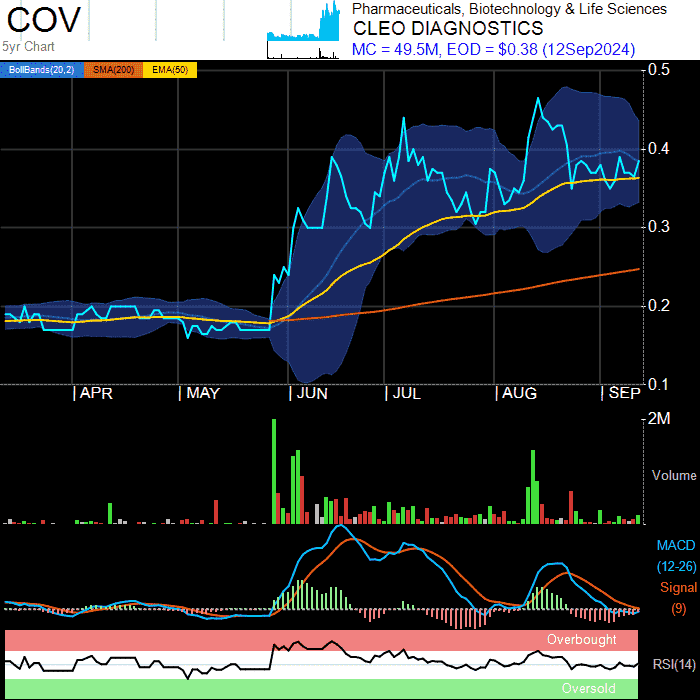 COV
5yr Chart
Pharmaceuticals, Biotechnology & Life Sciences
CLEO DIAGNOSTICS
MC = 49.5M, EOD = $0.38 (12Sep2024)
BollBands(20,2) SMA(200) EMA(50)
0.5
0.4
0.3
0.2
0.1
APR MAY JUN JUL AUG SEP
2M
Volume
MACD
(12-26)
Signal
(9)
Overbought
RSI(14)
Oversold